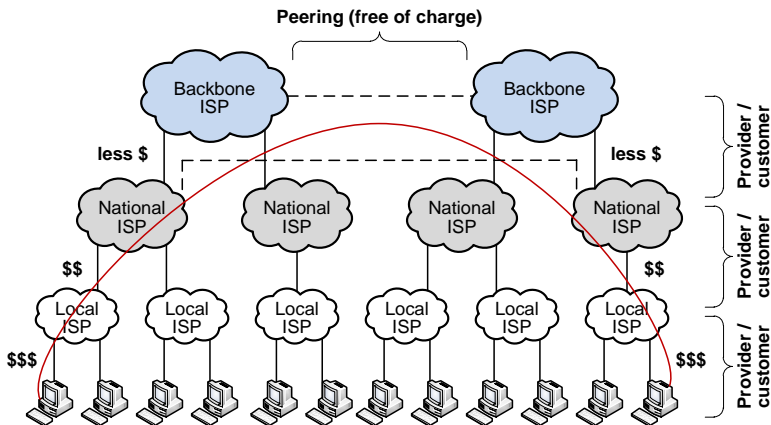 Peering (free of charge)
Backbone
ISP
Backbone
ISP
less $
less $
Provider /
customer
National
ISP
National
ISP
National
ISP
National
ISP
$$
$$
Provider /
customer
Local
ISP
Local
ISP
Local
ISP
Local
ISP
Local
ISP
Local
ISP
$$$
$$$
Provider /
customer